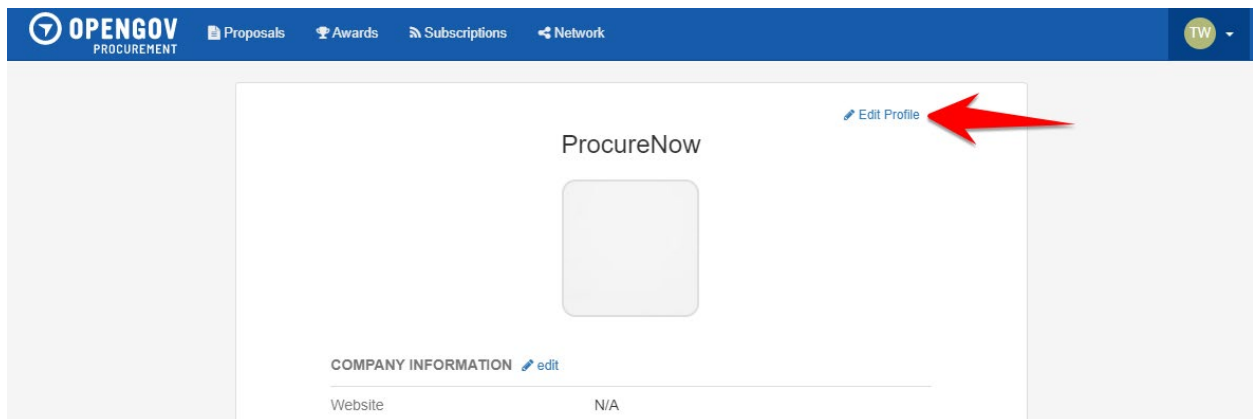 OPENGOV
PROCUREMENT
Proposals
Awards
Subscriptions
Network
TW
Edit Profile
ProcureNow
COMPANY INFORMATION edit
Website N/A